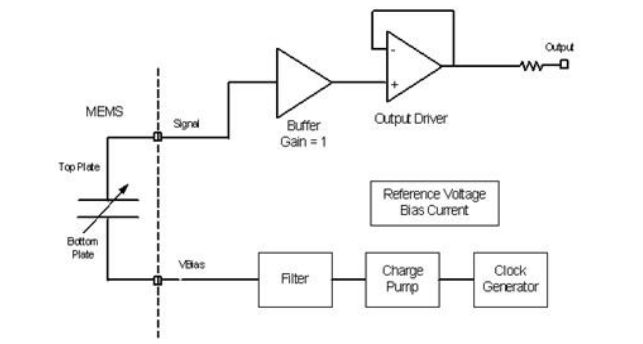 Output
-
+
Output Driver
Buffer
Gain = 1
MEMS
Signal
Top Plate
Bottom
Plate
Reference Voltage
Bias Current
VBias
Filter
Charge
Pump
Clock
Generator